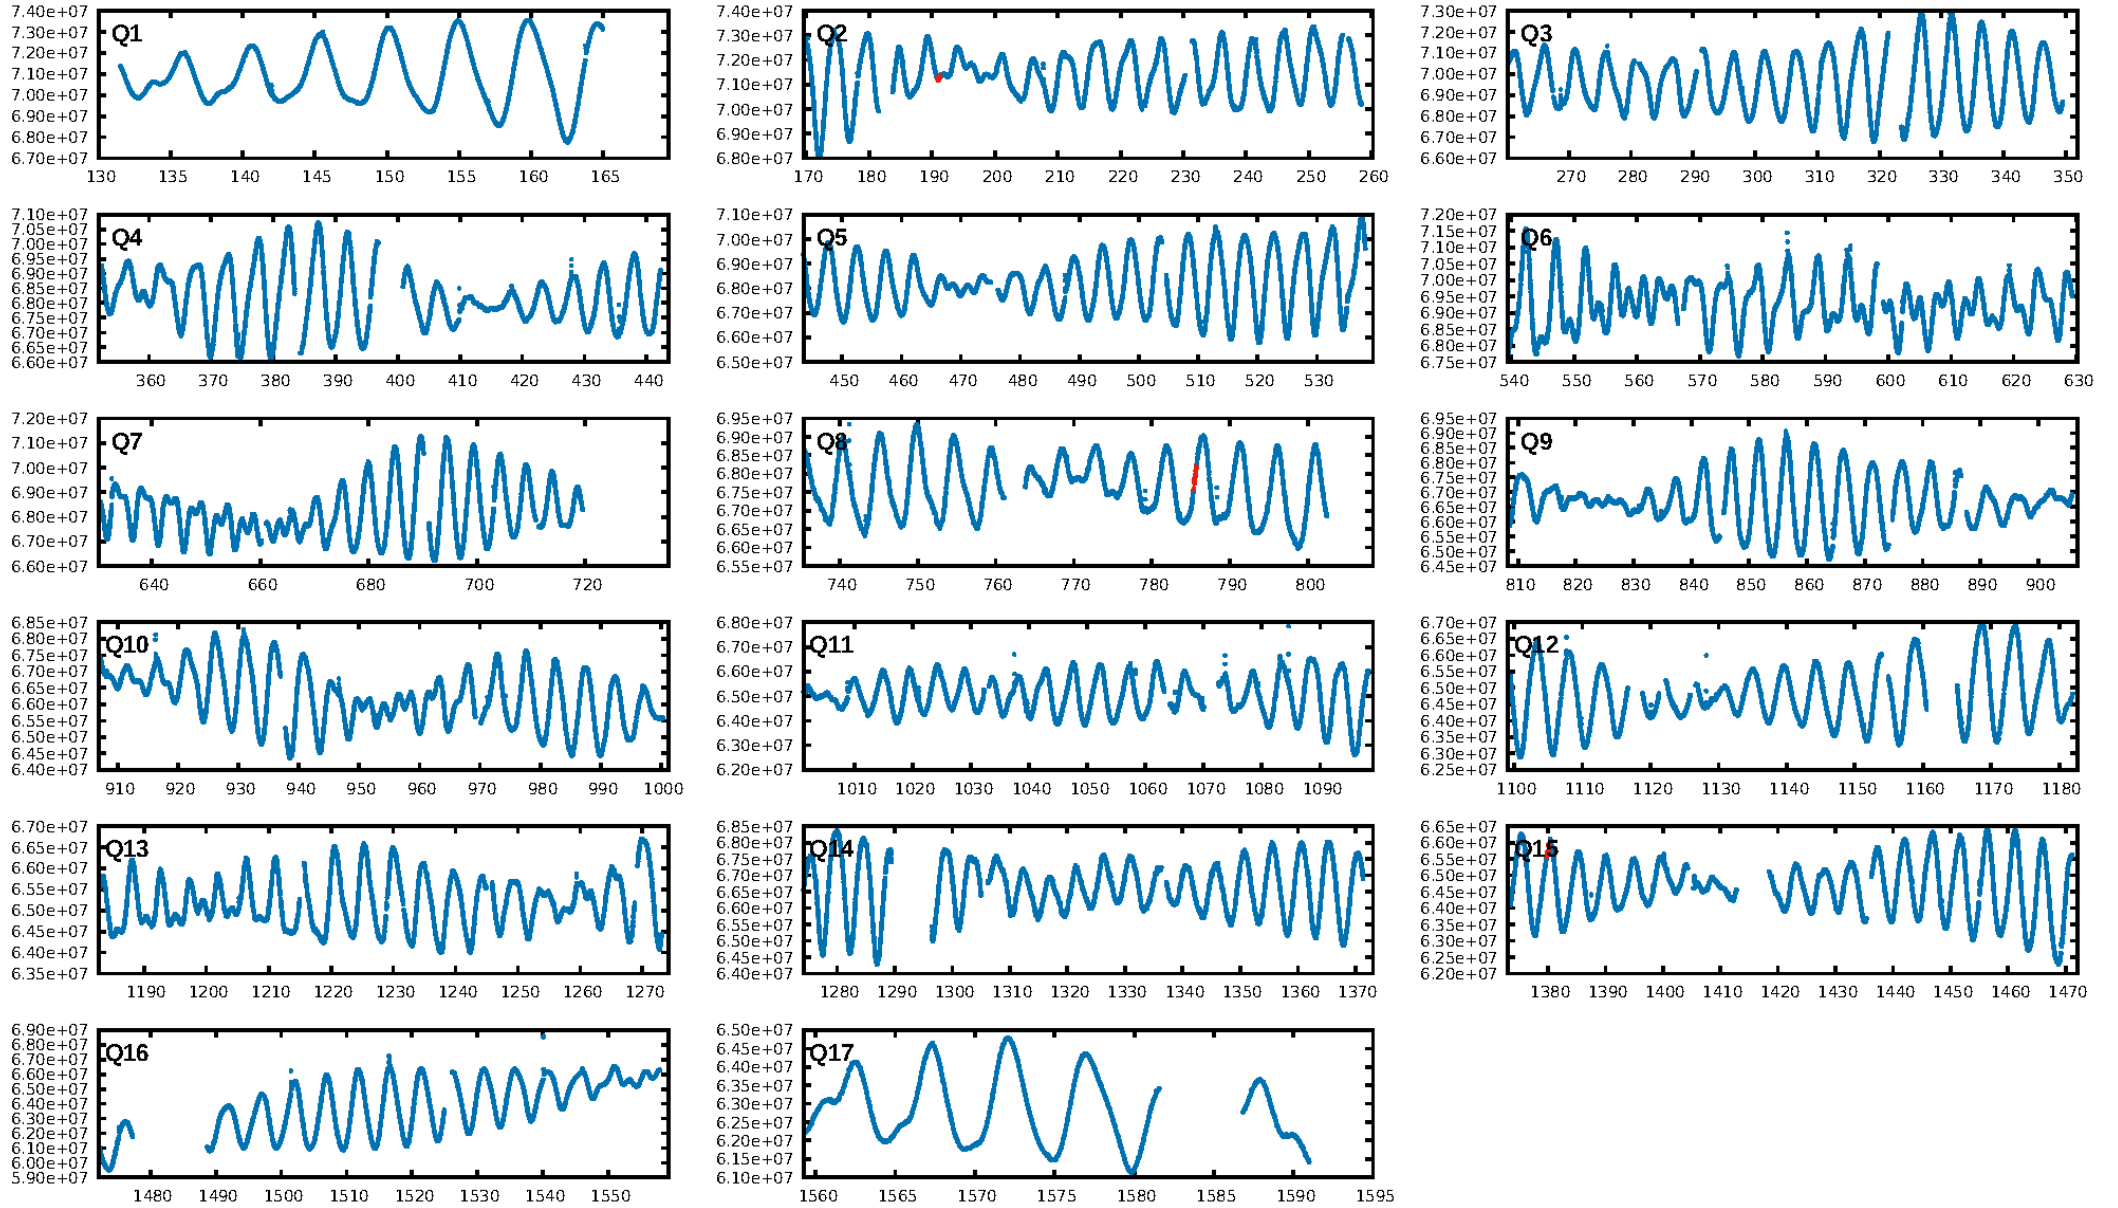 7.40e+07
7.30e+07
7.20e+07
7.10e+07
7.00e+07
6.90e+07
6.80e+07
6.70e+07
Q1
130 135 140 145 150 155 160 165
7.40e+07
7.30e+07
7.20e+07
7.10e+07
7.00e+07
6.90e+07
6.80e+07
Q2
170 180 190 200 210 220 230 240 250 260
7.30e+07
7.20e+07
7.10e+07
7.00e+07
6.90e+07
6.80e+07
6.70e+07
6.60e+07
Q3
270 280 290 300 310 320 330 340 350
7.10e+07
7.05e+07
7.00e+07
6.95e+07
6.90e+07
6.85e+07
6.80e+07
6.75e+07
6.70e+07
6.65e+07
6.60e+07
Q4
360 370 380 390 400 410 420 430 440
7.10e+07
7.00e+07
6.90e+07
6.80e+07
6.70e+07
6.60e+07
6.50e+07
Q5
450 460 470 480 490 500 510 520 530
7.20e+07
7.15e+07
7.10e+07
7.05e+07
7.00e+07
6.95e+07
6.90e+07
6.85e+07
6.80e+07
6.75e+07
Q6
540 550 560 570 580 590 600 610 620 630
7.20e+07
7.10e+07
7.00e+07
6.90e+07
6.80e+07
6.70e+07
6.60e+07
Q7
640 660 680 700 720
6.95e+07
6.90e+07
6.85e+07
6.80e+07
6.75e+07
6.70e+07
6.65e+07
6.60e+07
6.55e+07
Q8
740 750 760 770 780 790 800
6.95e+07
6.90e+07
6.85e+07
6.80e+07
6.75e+07
6.70e+07
6.65e+07
6.60e+07
6.55e+07
6.50e+07
6.45e+07
Q9
810 820 830 840 850 860 870 880 890 900
6.85e+07
6.80e+07
6.75e+07
6.70e+07
6.65e+07
6.60e+07
6.55e+07
6.50e+07
6.45e+07
6.40e+07
Q10
910 920 930 940 950 960 970 980 990 1000
6.80e+07
6.70e+07
6.60e+07
6.50e+07
6.40e+07
6.30e+07
6.20e+07
Q11
1010 1020 1030 1040 1050 1060 1070 1080 1090
6.70e+07
6.65e+07
6.60e+07
6.55e+07
6.50e+07
6.45e+07
6.40e+07
6.35e+07
6.30e+07
6.25e+07
Q12
1100 1110 1120 1130 1140 1150 1160 1170 1180
6.70e+07
6.65e+07
6.60e+07
6.55e+07
6.50e+07
6.45e+07
6.40e+07
6.35e+07
Q13
1190 1200 1210 1220 1230 1240 1250 1260 1270
6.85e+07
6.80e+07
6.75e+07
6.70e+07
6.65e+07
6.60e+07
6.55e+07
6.50e+07
6.45e+07
6.40e+07
Q14
1280 1290 1300 1310 1320 1330 1340 1350 1360 1370
6.65e+07
6.60e+07
6.55e+07
6.50e+07
6.45e+07
6.40e+07
6.35e+07
6.30e+07
6.25e+07
6.20e+07
Q15
1380 1390 1400 1410 1420 1430 1440 1450 1460 1470
6.90e+07
6.80e+07
6.70e+07
6.60e+07
6.50e+07
6.40e+07
6.30e+07
6.20e+07
6.10e+07
6.00e+07
5.90e+07
Q16
1480 1490 1500 1510 1520 1530 1540 1550
6.50e+07
6.45e+07
6.40e+07
6.35e+07
6.30e+07
6.25e+07
6.20e+07
6.15e+07
6.10e+07
Q17
1560 1565 1570 1575 1580 1585 1590 1595